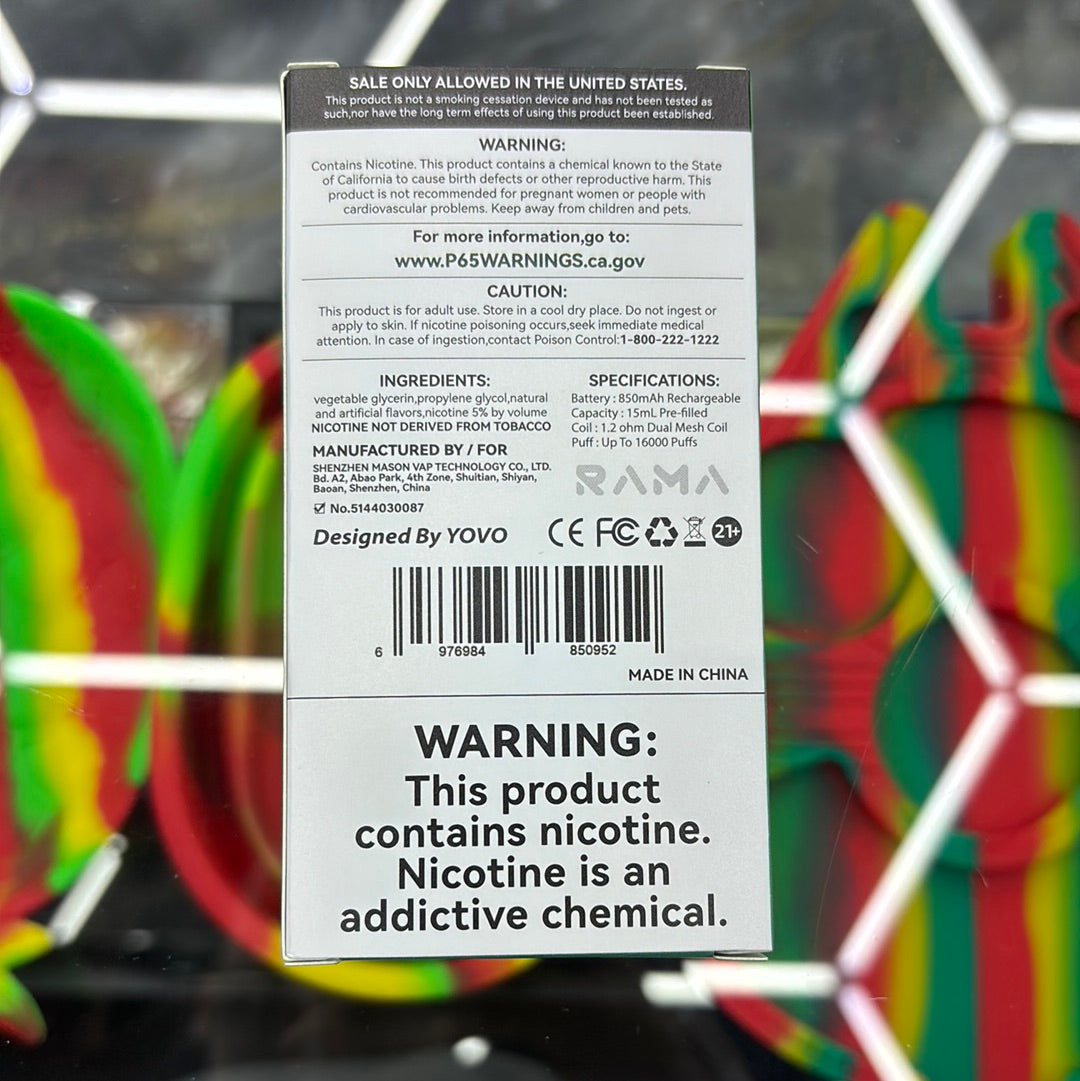 SALE ONLY ALLOWED IN THE UNITED STATES.
This product is not a smoking cessation device and has not been tested as
such,nor have the long term effects of using this product been established.
WARNING:
Contains Nicotine. This product contains a chemical known to the State
of California to cause birth defects or other reproductive harm. This
product is not recommended for pregnant women or people with
cardiovascular problems. Keep away from children and pets.
For more information,go to:
www.P65WARNINGS.ca.gov
CAUTION:
This product is for adult use. Store in a cool dry place. Do not ingest or
apply to skin. If nicotine poisoning occurs,seek immediate medical
attention. In case of ingestion,contact Poison Control:1-800-222-1222
INGREDIENTS:
vegetable glycerin,propylene glycol,natural
and artificial flavors,nicotine 5% by volume
NICOTINE NOT DERIVED FROM TOBACCO
MANUFACTURED BY / FOR
SHENZHEN MASON VAP TECHNOLOGY CO., LTD.
Bd. A2, Abao Park, 4th Zone, Shuitian, Shiyan,
Baoan, Shenzhen, China
No.5144030087
Designed By YOVO
SPECIFICATIONS:
Battery : 850mAh Rechargeable
Capacity : 15mL Pre-filled
Coil : 1.2 ohm Dual Mesh Coil
Puff : Up To 16000 Puffs
RAMA
CE FC 21+
6 976984 850952
MADE IN CHINA
WARNING:
This product
contains nicotine.
Nicotine is an
addictive chemical.